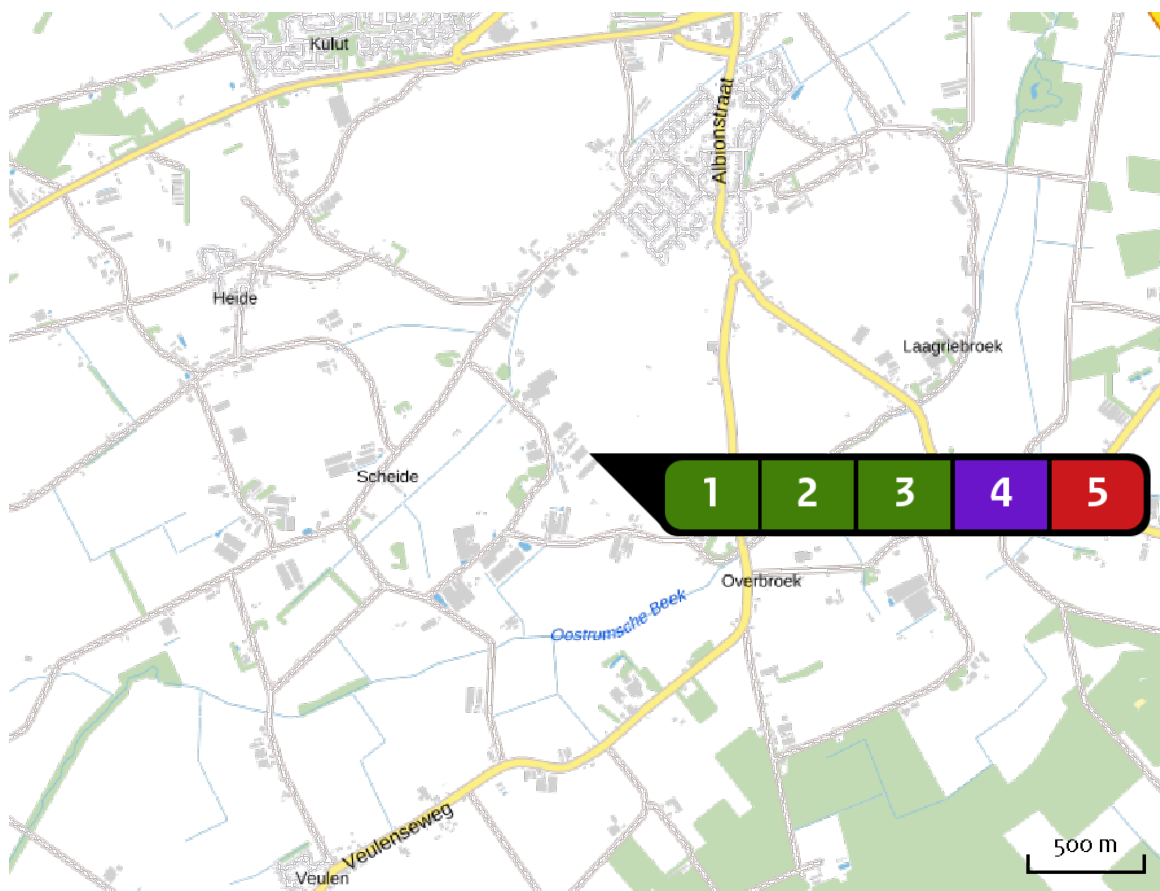 Kulut
Albionstraat
Heide
Laagriebroek
Scheide
1 2 3 4 5
Overbroek
Oostrumsche Beek
Veulenseweg
500 m
Veulen